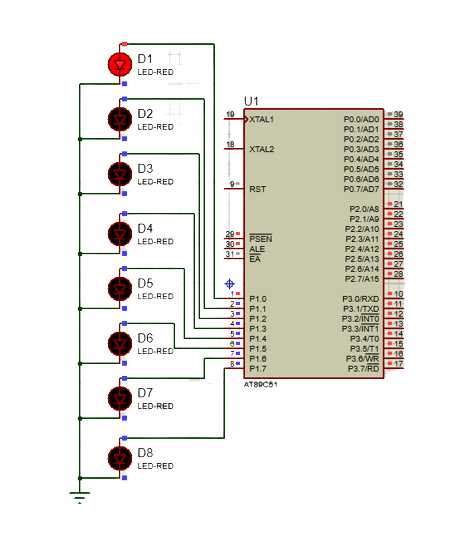 D1
LED-RED
D2
LED-RED
D3
LED-RED
D4
LED-RED
D5
LED-RED
D6
LED-RED
D7
LED-RED
D8
LED-RED
U1
19 XTAL1
18 XTAL2
9 RST
29 PSEN
30 ALE
31 EA
1 P1.0
2 P1.1
3 P1.2
4 P1.3
5 P1.4
6 P1.5
7 P1.6
8 P1.7
P0.0/AD0 39
P0.1/AD1 38
P0.2/AD2 37
P0.3/AD3 36
P0.4/AD4 35
P0.5/AD5 34
P0.6/AD6 33
P0.7/AD7 32
P2.0/A8 21
P2.1/A9 22
P2.2/A10 23
P2.3/A11 24
P2.4/A12 25
P2.5/A13 26
P2.6/A14 27
P2.7/A15 28
P3.0/RXD 10
P3.1/TXD 11
P3.2/INT0 12
P3.3/INT1 13
P3.4/T0 14
P3.5/T1 15
P3.6/WR 16
P3.7/RD 17
AT89C51